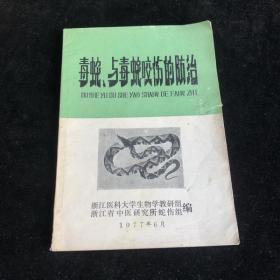 毒蛇、与毒蛇咬伤的防治
DUSHE YU DU SHE YAO SHANG DE FANG ZHI
浙江医科大学生物学教研组
浙江省中医研究所蛇伤组编
1977年6月